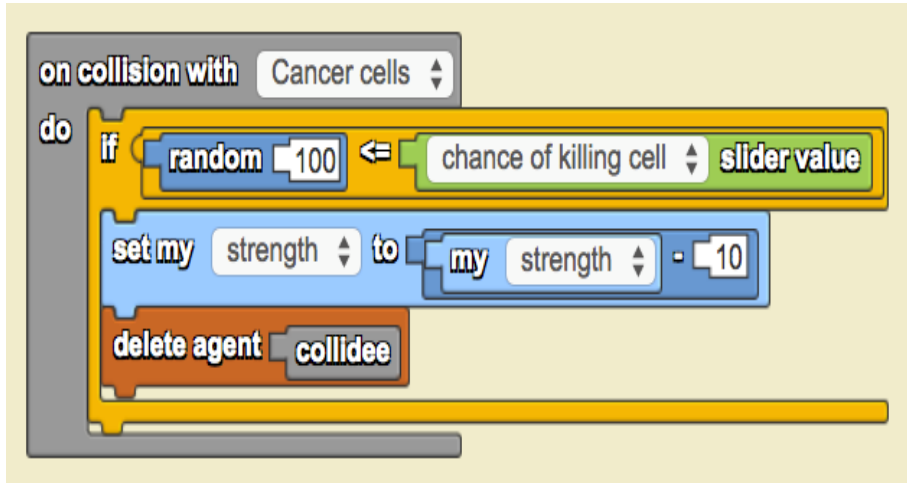 on collision with Cancer cells
do if random 100 <= chance of killing cell slider value
set my strength to my strength - 10
delete agent collidee